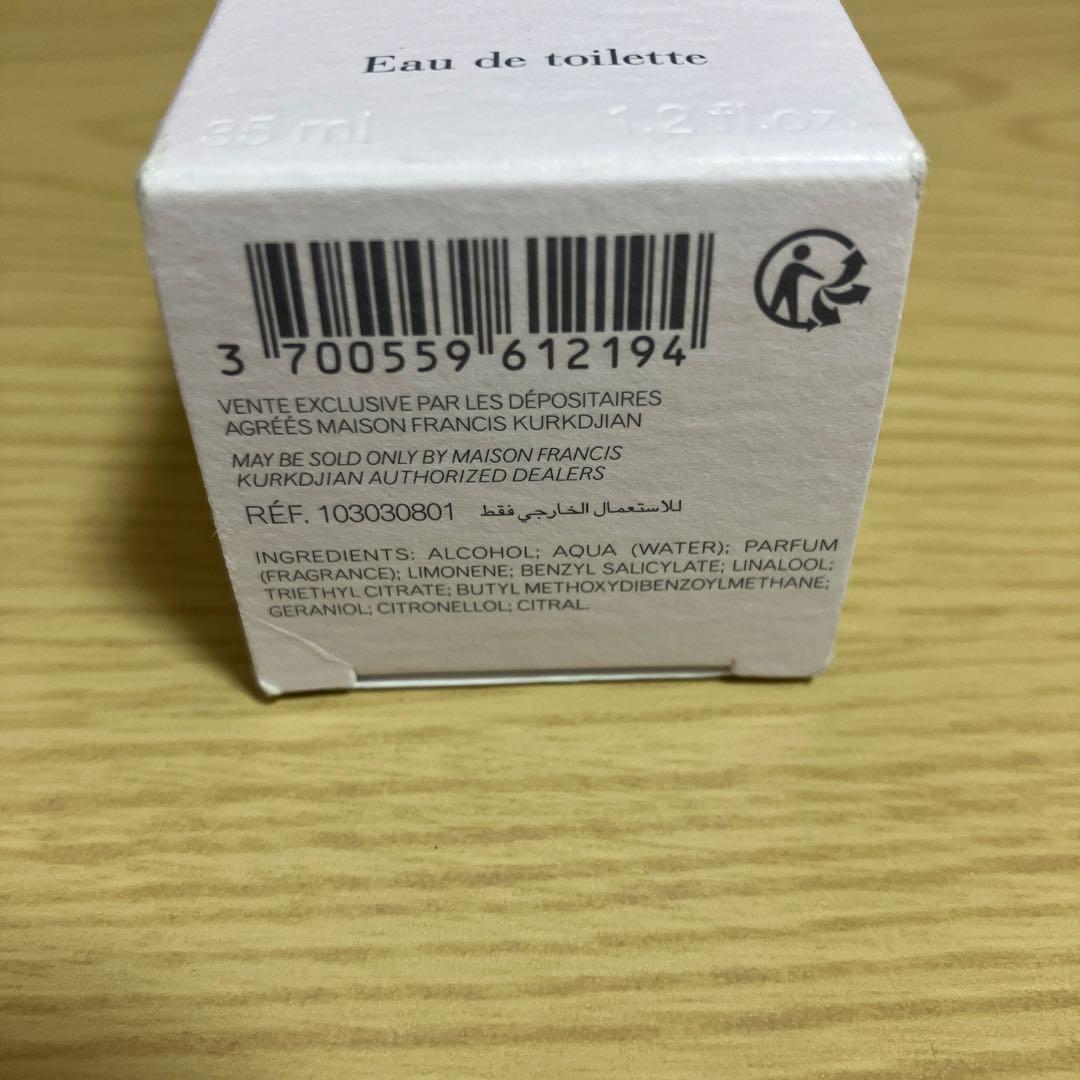 Eau de toilette
35 ml 1.2 fl.oz.
3 700559 612194
VENTE EXCLUSIVE PAR LES DÉPOSITAIRES
AGRÉÉS MAISON FRANCIS KURKDJIAN
MAY BE SOLD ONLY BY MAISON FRANCIS
KURKDJIAN AUTHORIZED DEALERS
RÉF. 103030801 للاستعمال الخارجي فقط
INGREDIENTS: ALCOHOL; AQUA (WATER); PARFUM
(FRAGRANCE); LIMONENE; BENZYL SALICYLATE; LINALOOL;
TRIETHYL CITRATE; BUTYL METHOXYDIBENZOYLMETHANE;
GERANIOL; CITRONELLOL; CITRAL.